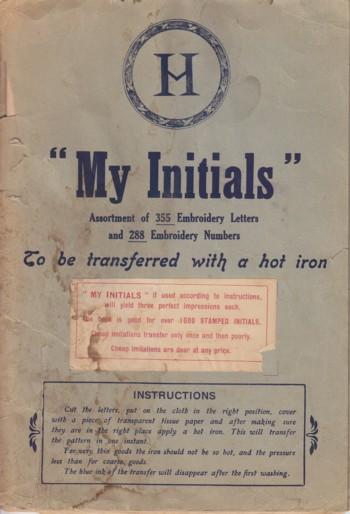 H
"My Initials"
Assortment of 355 Embroidery Letters
and 288 Embroidery Numbers
To be transferred with a hot iron
"MY INITIALS" if used according to instructions,
will yield three perfect impressions each.
This book is good for over 1000 STAMPED INITIALS.
Cheap imitations transfer only once and then poorly.
Cheap imitations are dear at any price.
INSTRUCTIONS
Cut the letters, put on the cloth in the right position, cover
with a piece of transparent tissue paper and after making sure
they are in the right place apply a hot iron. This will transfer
the pattern in one instant.
For very thin goods the iron should not be so hot, and the pressure
less than for coarse goods.
The blue ink of the transfer will disappear after the first washing.